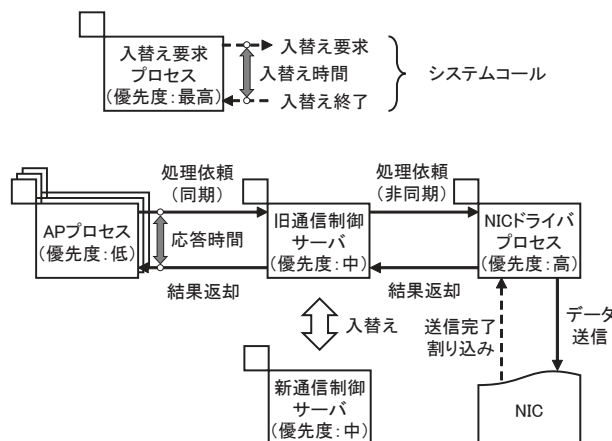 入替え要求
プロセス
(優先度:最高)
入替え要求
入替え時間
入替え終了
システムコール
処理依頼
(同期)
処理依頼
(非同期)
APプロセス
(優先度:低)
応答時間
旧通信制御
サーバ
(優先度:中)
NICドライバ
プロセス
(優先度:高)
結果返却
結果返却
入替え
送信完了
割り込み
データ
送信
新通信制御
サーバ
(優先度:中)
NIC